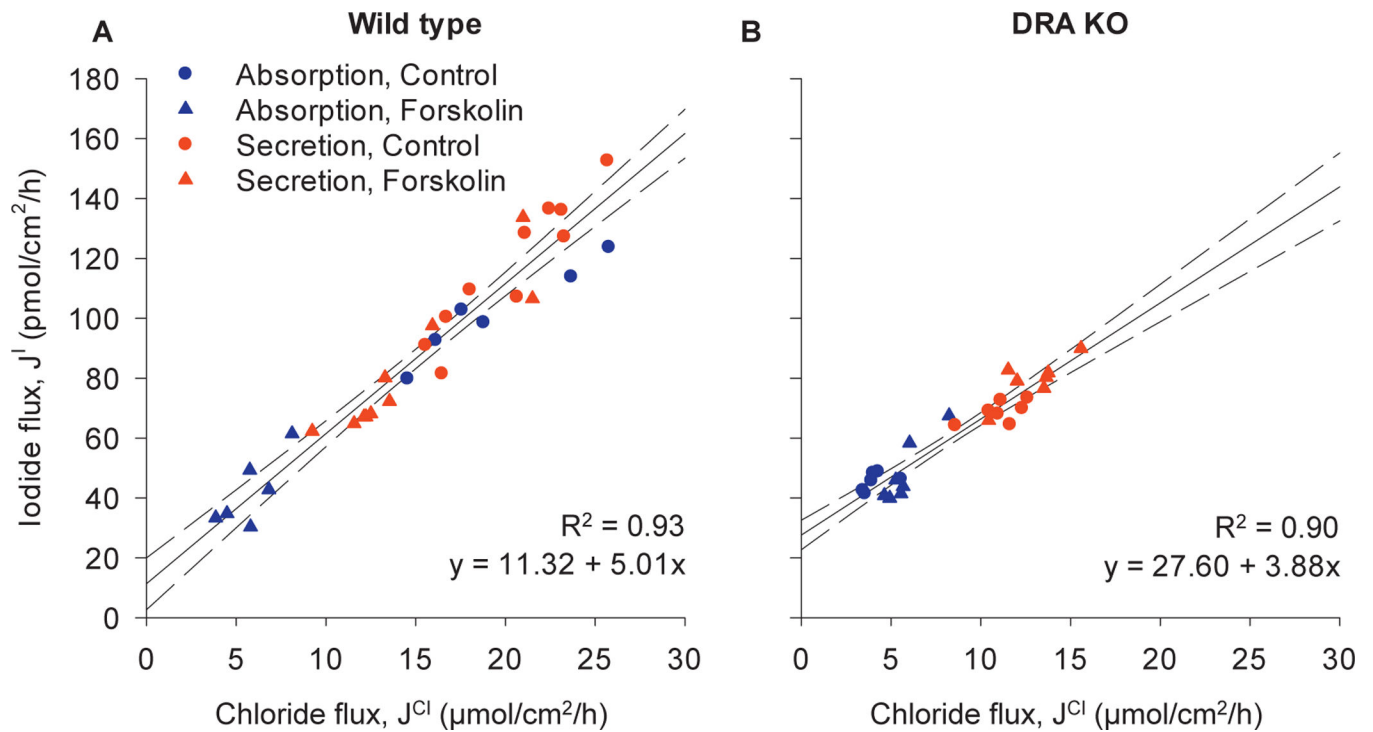 A
Wild type
Absorption, Control
Absorption, Forskolin
Secretion, Control
Secretion, Forskolin
180
160
140
120
100
80
60
40
20
0
Iodide flux, Jᴵ (pmol/cm²/h)
R² = 0.93
y = 11.32 + 5.01x
0 5 10 15 20 25 30
Chloride flux, Jᶜˡ (μmol/cm²/h)
B
DRA KO
R² = 0.90
y = 27.60 + 3.88x
0 5 10 15 20 25 30
Chloride flux, Jᶜˡ (μmol/cm²/h)